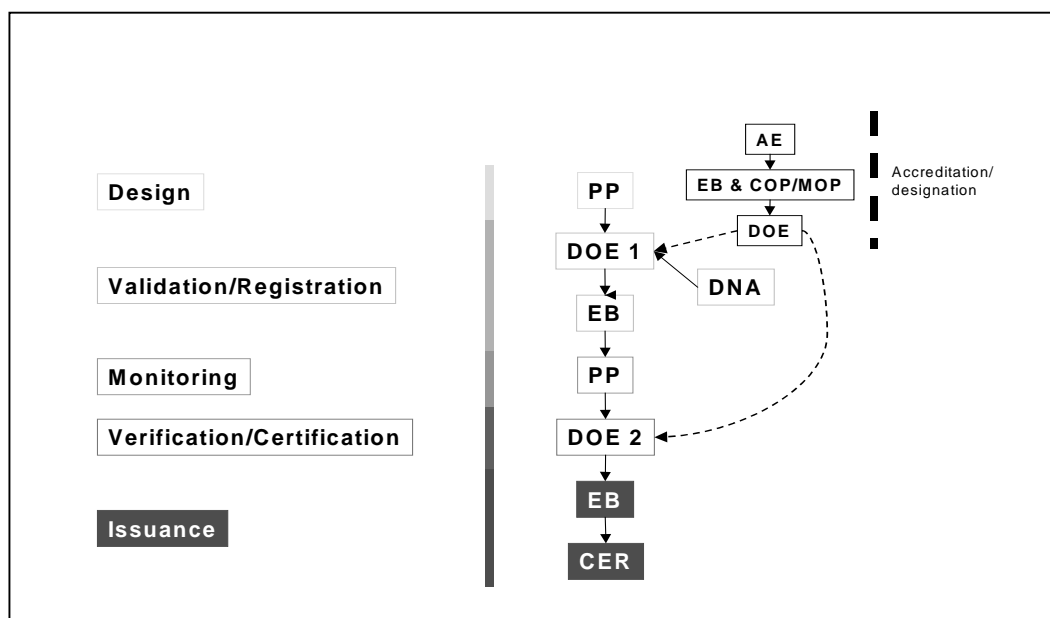 Design
Validation/Registration
Monitoring
Verification/Certification
Issuance
PP
DOE 1
EB
PP
DOE 2
EB
CER
AE
EB & COP/MOP
DOE
DNA
Accreditation/
designation